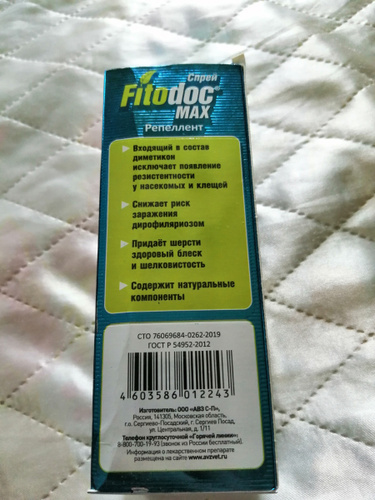 Спрей
Fitodoc®
MAX
Репеллент
Входящий в состав
диметикон
исключает появление
резистентности
у насекомых и клещей
Снижает риск
заражения
дирофиляриозом
Придаёт шерсти
здоровый блеск
и шелковистость
Содержит натуральные
компоненты
СТО 76069684-0262-2019
ГОСТ Р 54952-2012
4 603586 012243
Изготовитель: ООО «АВЗ С-П»,
Россия, 141305, Московская область,
г.о. Сергиево-Посадский, г. Сергиев Посад,
ул. Центральная, д. 1/11
Телефон круглосуточной «Горячей линии»:
8-800-700-19-93 (звонок из России бесплатный).
Информация о лекарственном препарате
размещена на сайте www.avzvet.ru